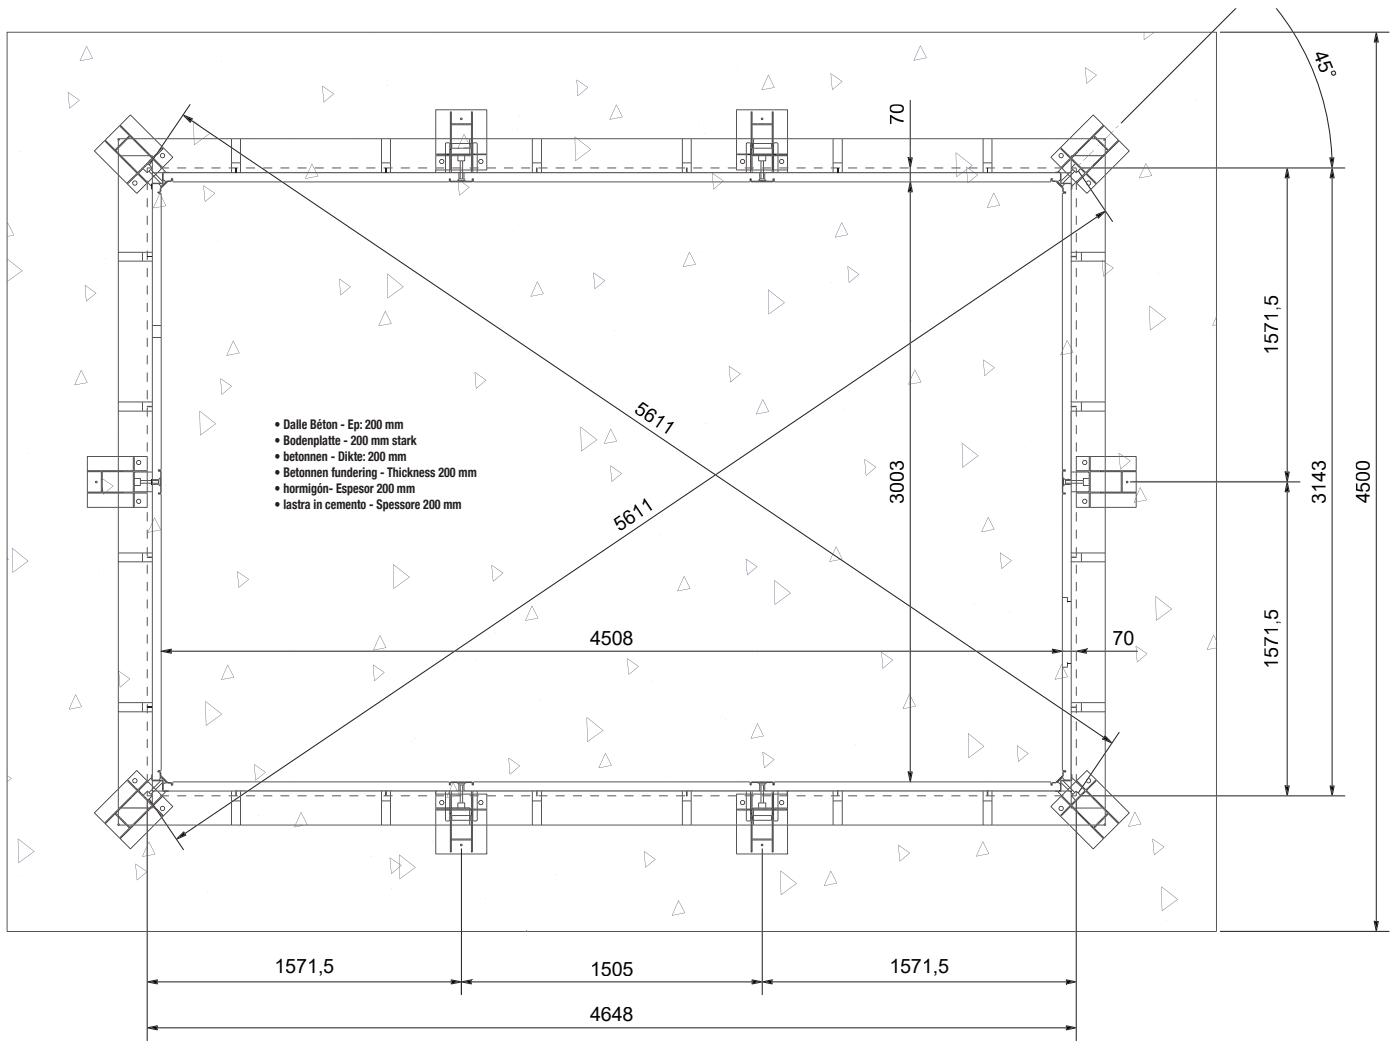 45°
70
1571,5
5611
• Dalle Béton - Ep: 200 mm
• Bodenplatte - 200 mm stark
• betonnen - Dikte: 200 mm
• Betonnen fundering - Thickness 200 mm
• hormigón- Espesor 200 mm
• lastra in cemento - Spessore 200 mm
3003
3143
4500
5611
4508
70
1571,5
1571,5
1505
1571,5
4648